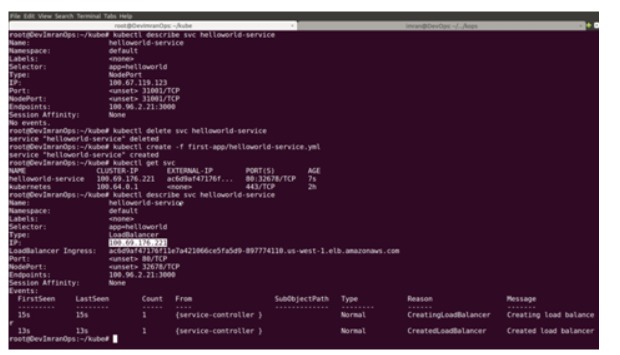 File Edit View Search Terminal Tabs Help
root@DevImranOps: ~/kube
imran@DevOps: ~/../kops
root@DevImranOps:~/kube# kubectl describe svc helloworld-service
Name: helloworld-service
Namespace: default
Labels: <none>
Selector: app=helloworld
Type: NodePort
IP: 100.67.119.123
Port: <unset> 31001/TCP
NodePort: <unset> 31001/TCP
Endpoints: 100.96.2.21:3000
Session Affinity: None
No events.
root@DevImranOps:~/kube# kubectl delete svc helloworld-service
service "helloworld-service" deleted
root@DevImranOps:~/kube# kubectl create -f first-app/helloworld-service.yml
service "helloworld-service" created
root@DevImranOps:~/kube# kubectl get svc
NAME CLUSTER-IP EXTERNAL-IP PORT(S) AGE
helloworld-service 100.69.176.221 ac6d9af47176f... 80:32678/TCP 7s
kubernetes 100.64.0.1 <none> 443/TCP 2h
root@DevImranOps:~/kube# kubectl describe svc helloworld-service
Name: helloworld-service
Namespace: default
Labels: <none>
Selector: app=helloworld
Type: LoadBalancer
IP: 100.69.176.221
LoadBalancer Ingress: ac6d9af47176f11e7a421066ce5fa5d9-897774110.us-west-1.elb.amazonaws.com
Port: <unset> 80/TCP
NodePort: <unset> 32678/TCP
Endpoints: 100.96.2.21:3000
Session Affinity: None
Events:
FirstSeen LastSeen Count From SubObjectPath Type Reason Message
--------- -------- ----- ---- ------------- -------- ------ -------
15s 15s 1 {service-controller } Normal CreatingLoadBalancer Creating load balance
r
13s 13s 1 {service-controller } Normal CreatedLoadBalancer Created load balancer
root@DevImranOps:~/kube#